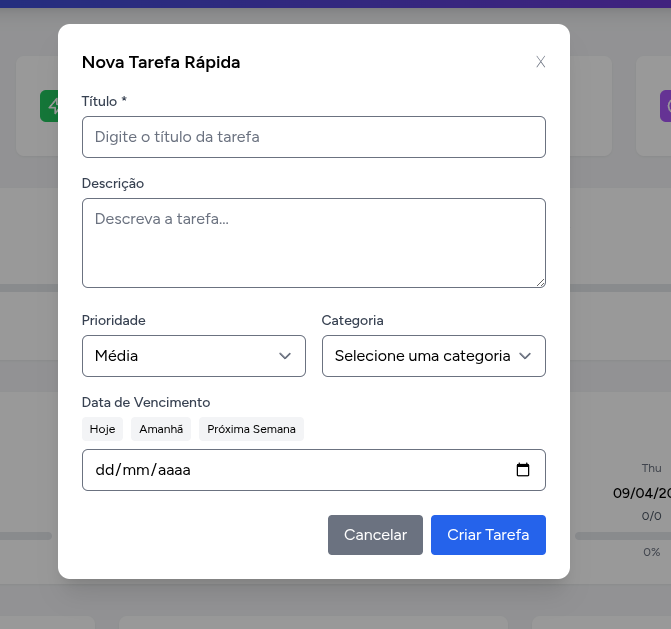 Nova Tarefa Rápida
X
Título *
Digite o título da tarefa
Descrição
Descreva a tarefa...
Prioridade
Categoria
Média
Selecione uma categoria
Data de Vencimento
Hoje
Amanhã
Próxima Semana
dd/mm/aaaa
Cancelar
Criar Tarefa
Thu
09/04/20
0/0
0%